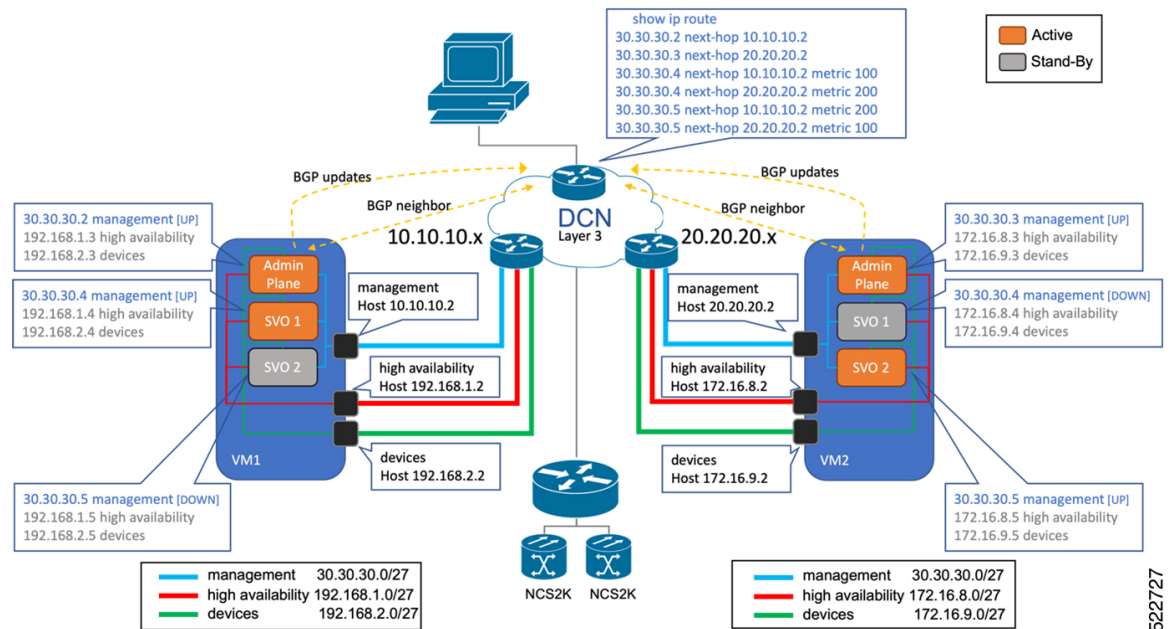 show ip route
30.30.30.2 next-hop 10.10.10.2
30.30.30.3 next-hop 20.20.20.2
30.30.30.4 next-hop 10.10.10.2 metric 100
30.30.30.4 next-hop 20.20.20.2 metric 200
30.30.30.5 next-hop 10.10.10.2 metric 200
30.30.30.5 next-hop 20.20.20.2 metric 100
Active
Stand-By
BGP updates
BGP neighbor
BGP updates
BGP neighbor
DCN
Layer 3
10.10.10.x
20.20.20.x
30.30.30.2 management [UP]
192.168.1.3 high availability
192.168.2.3 devices
30.30.30.4 management [UP]
192.168.1.4 high availability
192.168.2.4 devices
30.30.30.5 management [DOWN]
192.168.1.5 high availability
192.168.2.5 devices
Admin
Plane
SVO 1
SVO 2
VM1
management
Host 10.10.10.2
high availability
Host 192.168.1.2
devices
Host 192.168.2.2
management
Host 20.20.20.2
high availability
Host 172.16.8.2
devices
Host 172.16.9.2
Admin
Plane
SVO 1
SVO 2
VM2
30.30.30.3 management [UP]
172.16.8.3 high availability
172.16.9.3 devices
30.30.30.4 management [DOWN]
172.16.8.4 high availability
172.16.9.4 devices
30.30.30.5 management [UP]
172.16.8.5 high availability
172.16.9.5 devices
NCS2K
NCS2K
management 30.30.30.0/27
high availability 192.168.1.0/27
devices 192.168.2.0/27
management 30.30.30.0/27
high availability 172.16.8.0/27
devices 172.16.9.0/27
522727